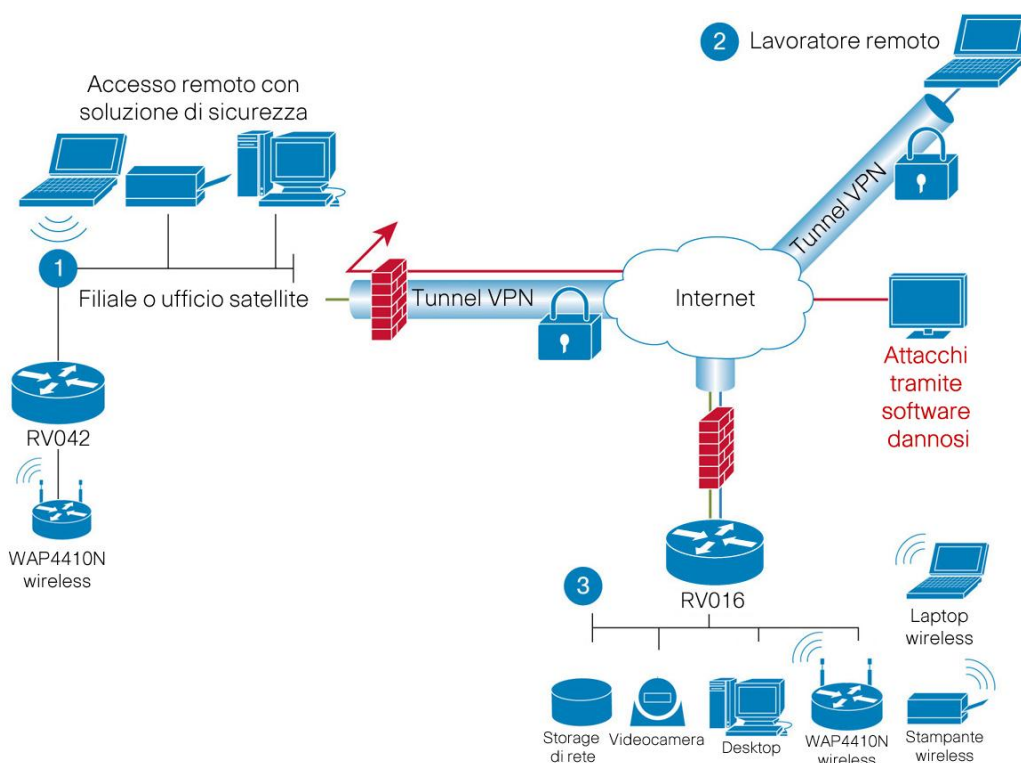 2 Lavoratore remoto
Accesso remoto con
soluzione di sicurezza
1
Filiale o ufficio satellite
Tunnel VPN
Internet
Tunnel VPN
Attacchi
tramite
software
dannosi
RV042
WAP4410N
wireless
RV016
3
Laptop
wireless
Storage
di rete
Videocamera
Desktop
WAP4410N
wireless
Stampante
wireless